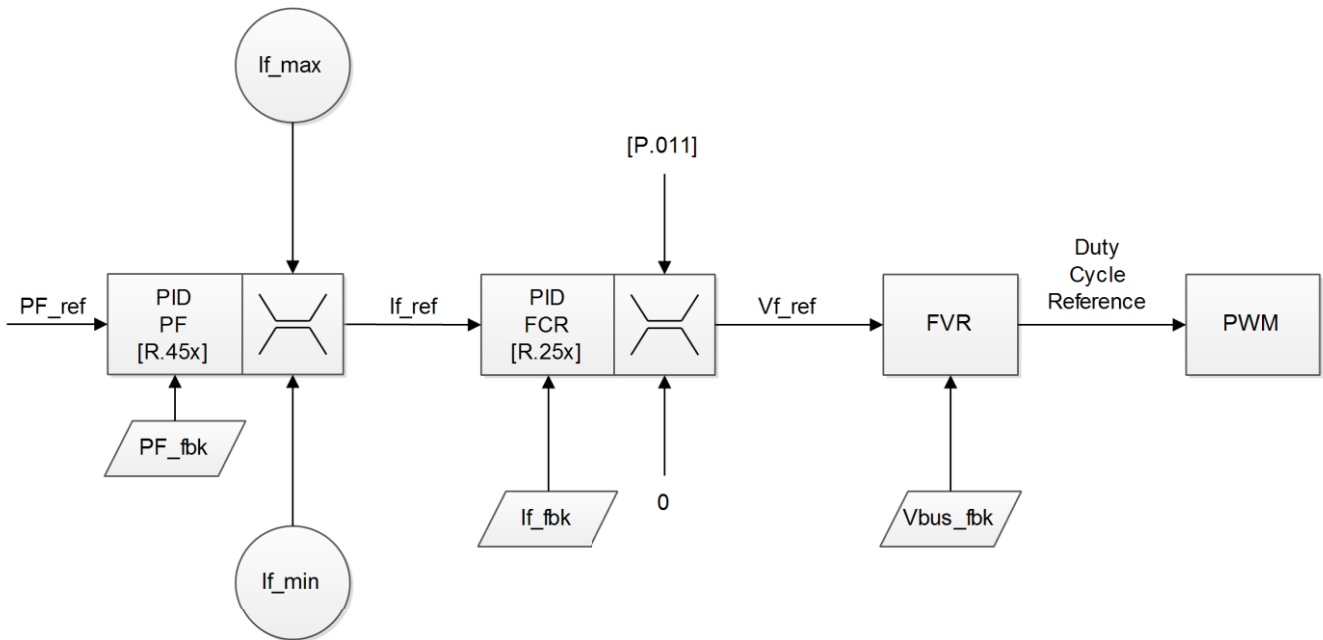 If_max
[P.011]
PF_ref
PID
PF
[R.45x]
If_ref
PID
FCR
[R.25x]
Vf_ref
FVR
Duty
Cycle
Reference
PWM
PF_fbk
If_fbk
0
Vbus_fbk
If_min